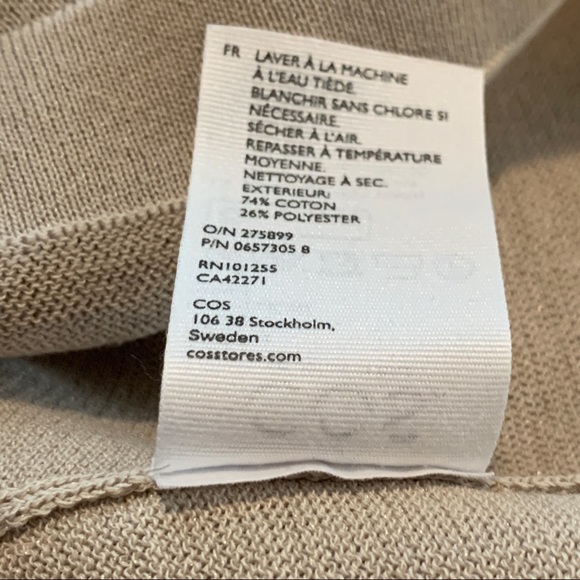 FR LAVER À LA MACHINE
À L'EAU TIÈDE.
BLANCHIR SANS CHLORE SI
NÉCESSAIRE.
SÉCHER À L'AIR.
REPASSER À TEMPÉRATURE
MOYENNE.
NETTOYAGE À SEC.
EXTERIEUR:
74% COTON
26% POLYESTER
O/N 275899
P/N 0657305 8
RN101255
CA42271
COS
106 38 Stockholm,
Sweden
cosstores.com